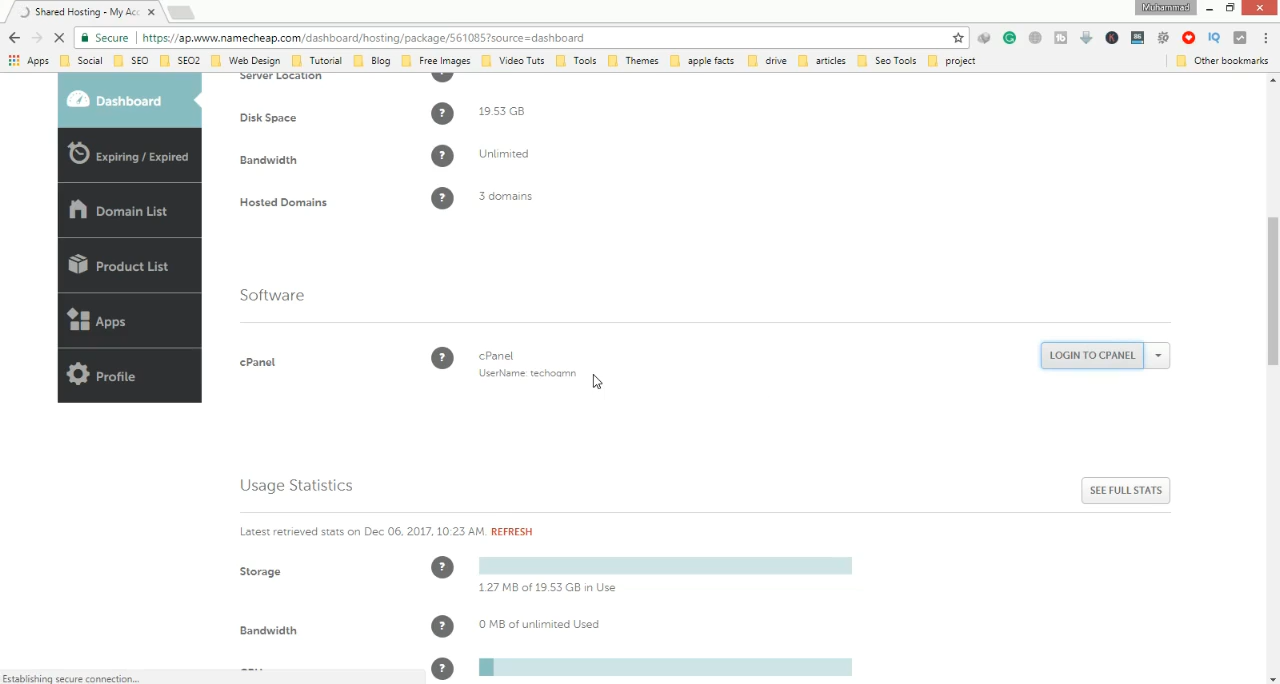 Shared Hosting - My Acc
Muhammad
Secure
https://ap.www.namecheap.com/dashboard/hosting/package/561085?source=dashboard
Apps Social SEO SEO2 Web Design Tutorial Blog Free Images Video Tuts Tools Themes apple facts drive articles Seo Tools project Other bookmarks
Server Location
Dashboard
Disk Space ? 19.53 GB
Expiring / Expired
Bandwidth ? Unlimited
Hosted Domains ? 3 domains
Domain List
Product List
Software
Apps
cPanel ? cPanel
UserName: techoqmn
LOGIN TO CPANEL
Profile
Usage Statistics
SEE FULL STATS
Latest retrieved stats on Dec 06, 2017, 10:23 AM. REFRESH
Storage ?
1.27 MB of 19.53 GB in Use
Bandwidth ? 0 MB of unlimited Used
?
Establishing secure connection...